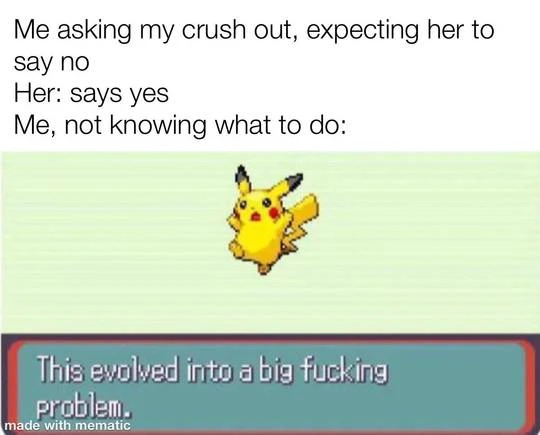 Me asking my crush out, expecting her to
say no
Her: says yes
Me, not knowing what to do:
This evolved into a big fucking
problem.
made with mematic